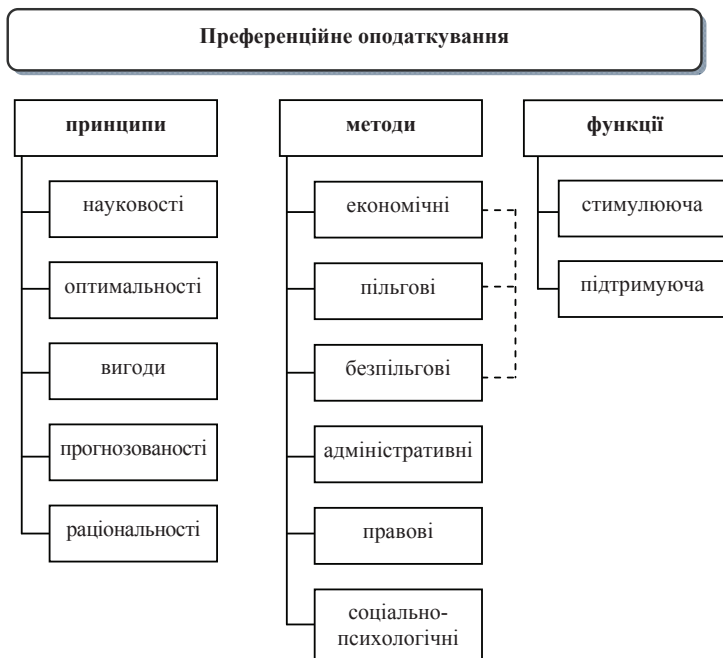 Преференційне оподаткування
принципи
науковості
оптимальності
вигоди
прогнозованості
раціональності
методи
економічні
пільгові
безпільгові
адміністративні
правові
соціально-
психологічні
функції
стимулююча
підтримуюча